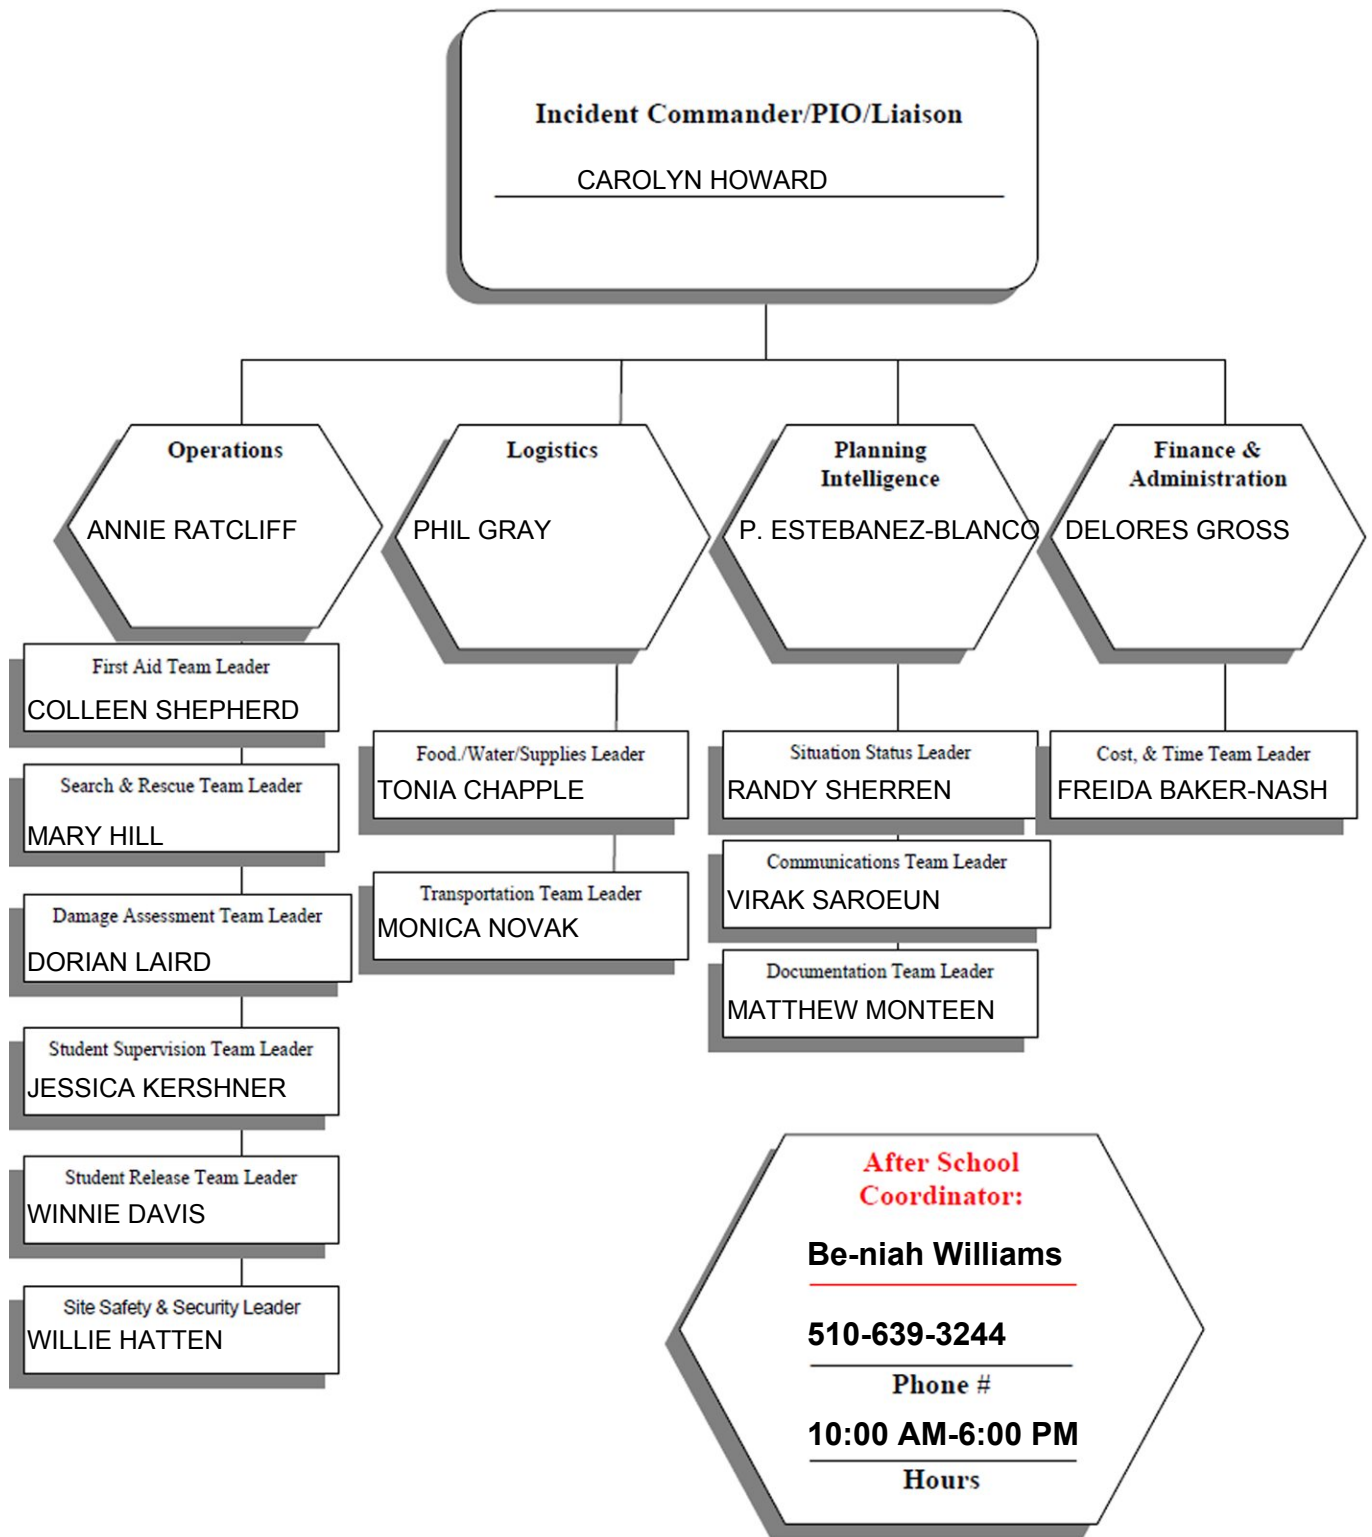 Incident Commander/PIO/Liaison
CAROLYN HOWARD
Operations
ANNIE RATCLIFF
First Aid Team Leader
COLLEEN SHEPHERD
Search & Rescue Team Leader
MARY HILL
Damage Assessment Team Leader
DORIAN LAIRD
Student Supervision Team Leader
JESSICA KERSHNER
Student Release Team Leader
WINNIE DAVIS
Site Safety & Security Leader
WILLIE HATTEN
Logistics
PHIL GRAY
Food./Water/Supplies Leader
TONIA CHAPPLE
Transportation Team Leader
MONICA NOVAK
Planning
Intelligence
P. ESTEBANEZ-BLANCO
Situation Status Leader
RANDY SHERREN
Communications Team Leader
VIRAK SAROEUN
Documentation Team Leader
MATTHEW MONTEEN
Finance &
Administration
DELORES GROSS
Cost, & Time Team Leader
FREIDA BAKER-NASH
After School
Coordinator:
Be-niah Williams
510-639-3244
Phone #
10:00 AM-6:00 PM
Hours